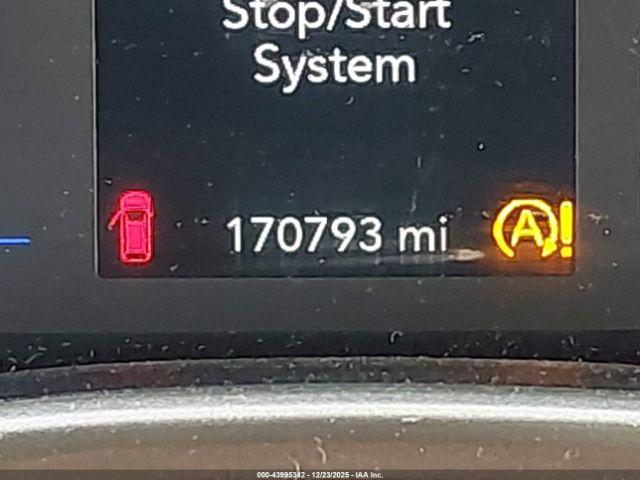 Stop/Start
System
170793 mi
A!
000-43995342 - 12/23/2025 - IAA Inc.